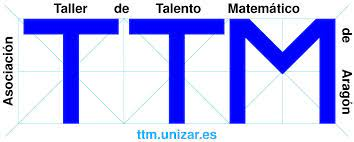 Taller de Talento Matemático
Asociación
TTM
de Aragón
ttm.unizar.es